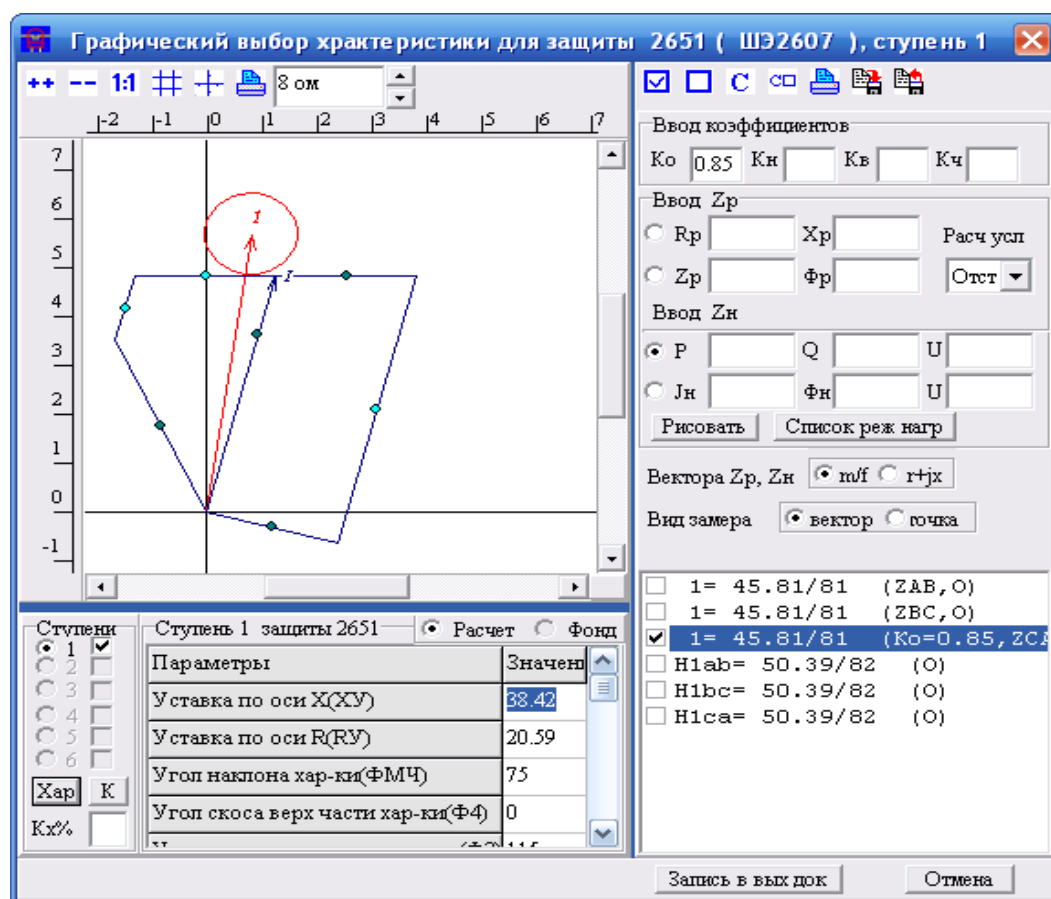 Графический выбор храктеристики для защиты 2651 ( ШЭ2607 ), ступень 1
++ -- 1:1 8 ом
-2 -1 0 1 2 3 4 5 6 7
7
6
5
4
3
2
1
0
-1
1
I
С С
Ввод коэффициентов
Ко 0.85 Кн Кв Кч
Ввод Zр
Rр Xр Расч усл
Zр Фр Отст
Ввод Zн
P Q U
Jн Фн U
Рисовать Список реж нагр
Вектора Zр, Zн m/f r+jx
Вид замера вектор точка
1= 45.81/81 (ZAB,O)
1= 45.81/81 (ZBC,O)
1= 45.81/81 (Ko=0.85,ZCA
H1ab= 50.39/82 (O)
H1bc= 50.39/82 (O)
H1ca= 50.39/82 (O)
Ступени
1
2
3
4
5
6
Хар К
Кх%
Ступень 1 защиты 2651 Расчет Фонд
Параметры Значени
Уставка по оси X(ХУ) 38.42
Уставка по оси R(RУ) 20.59
Угол наклона хар-ки(ФМЧ) 75
Угол скоса верх части хар-ки(Ф4) 0
Запись в вых док Отмена